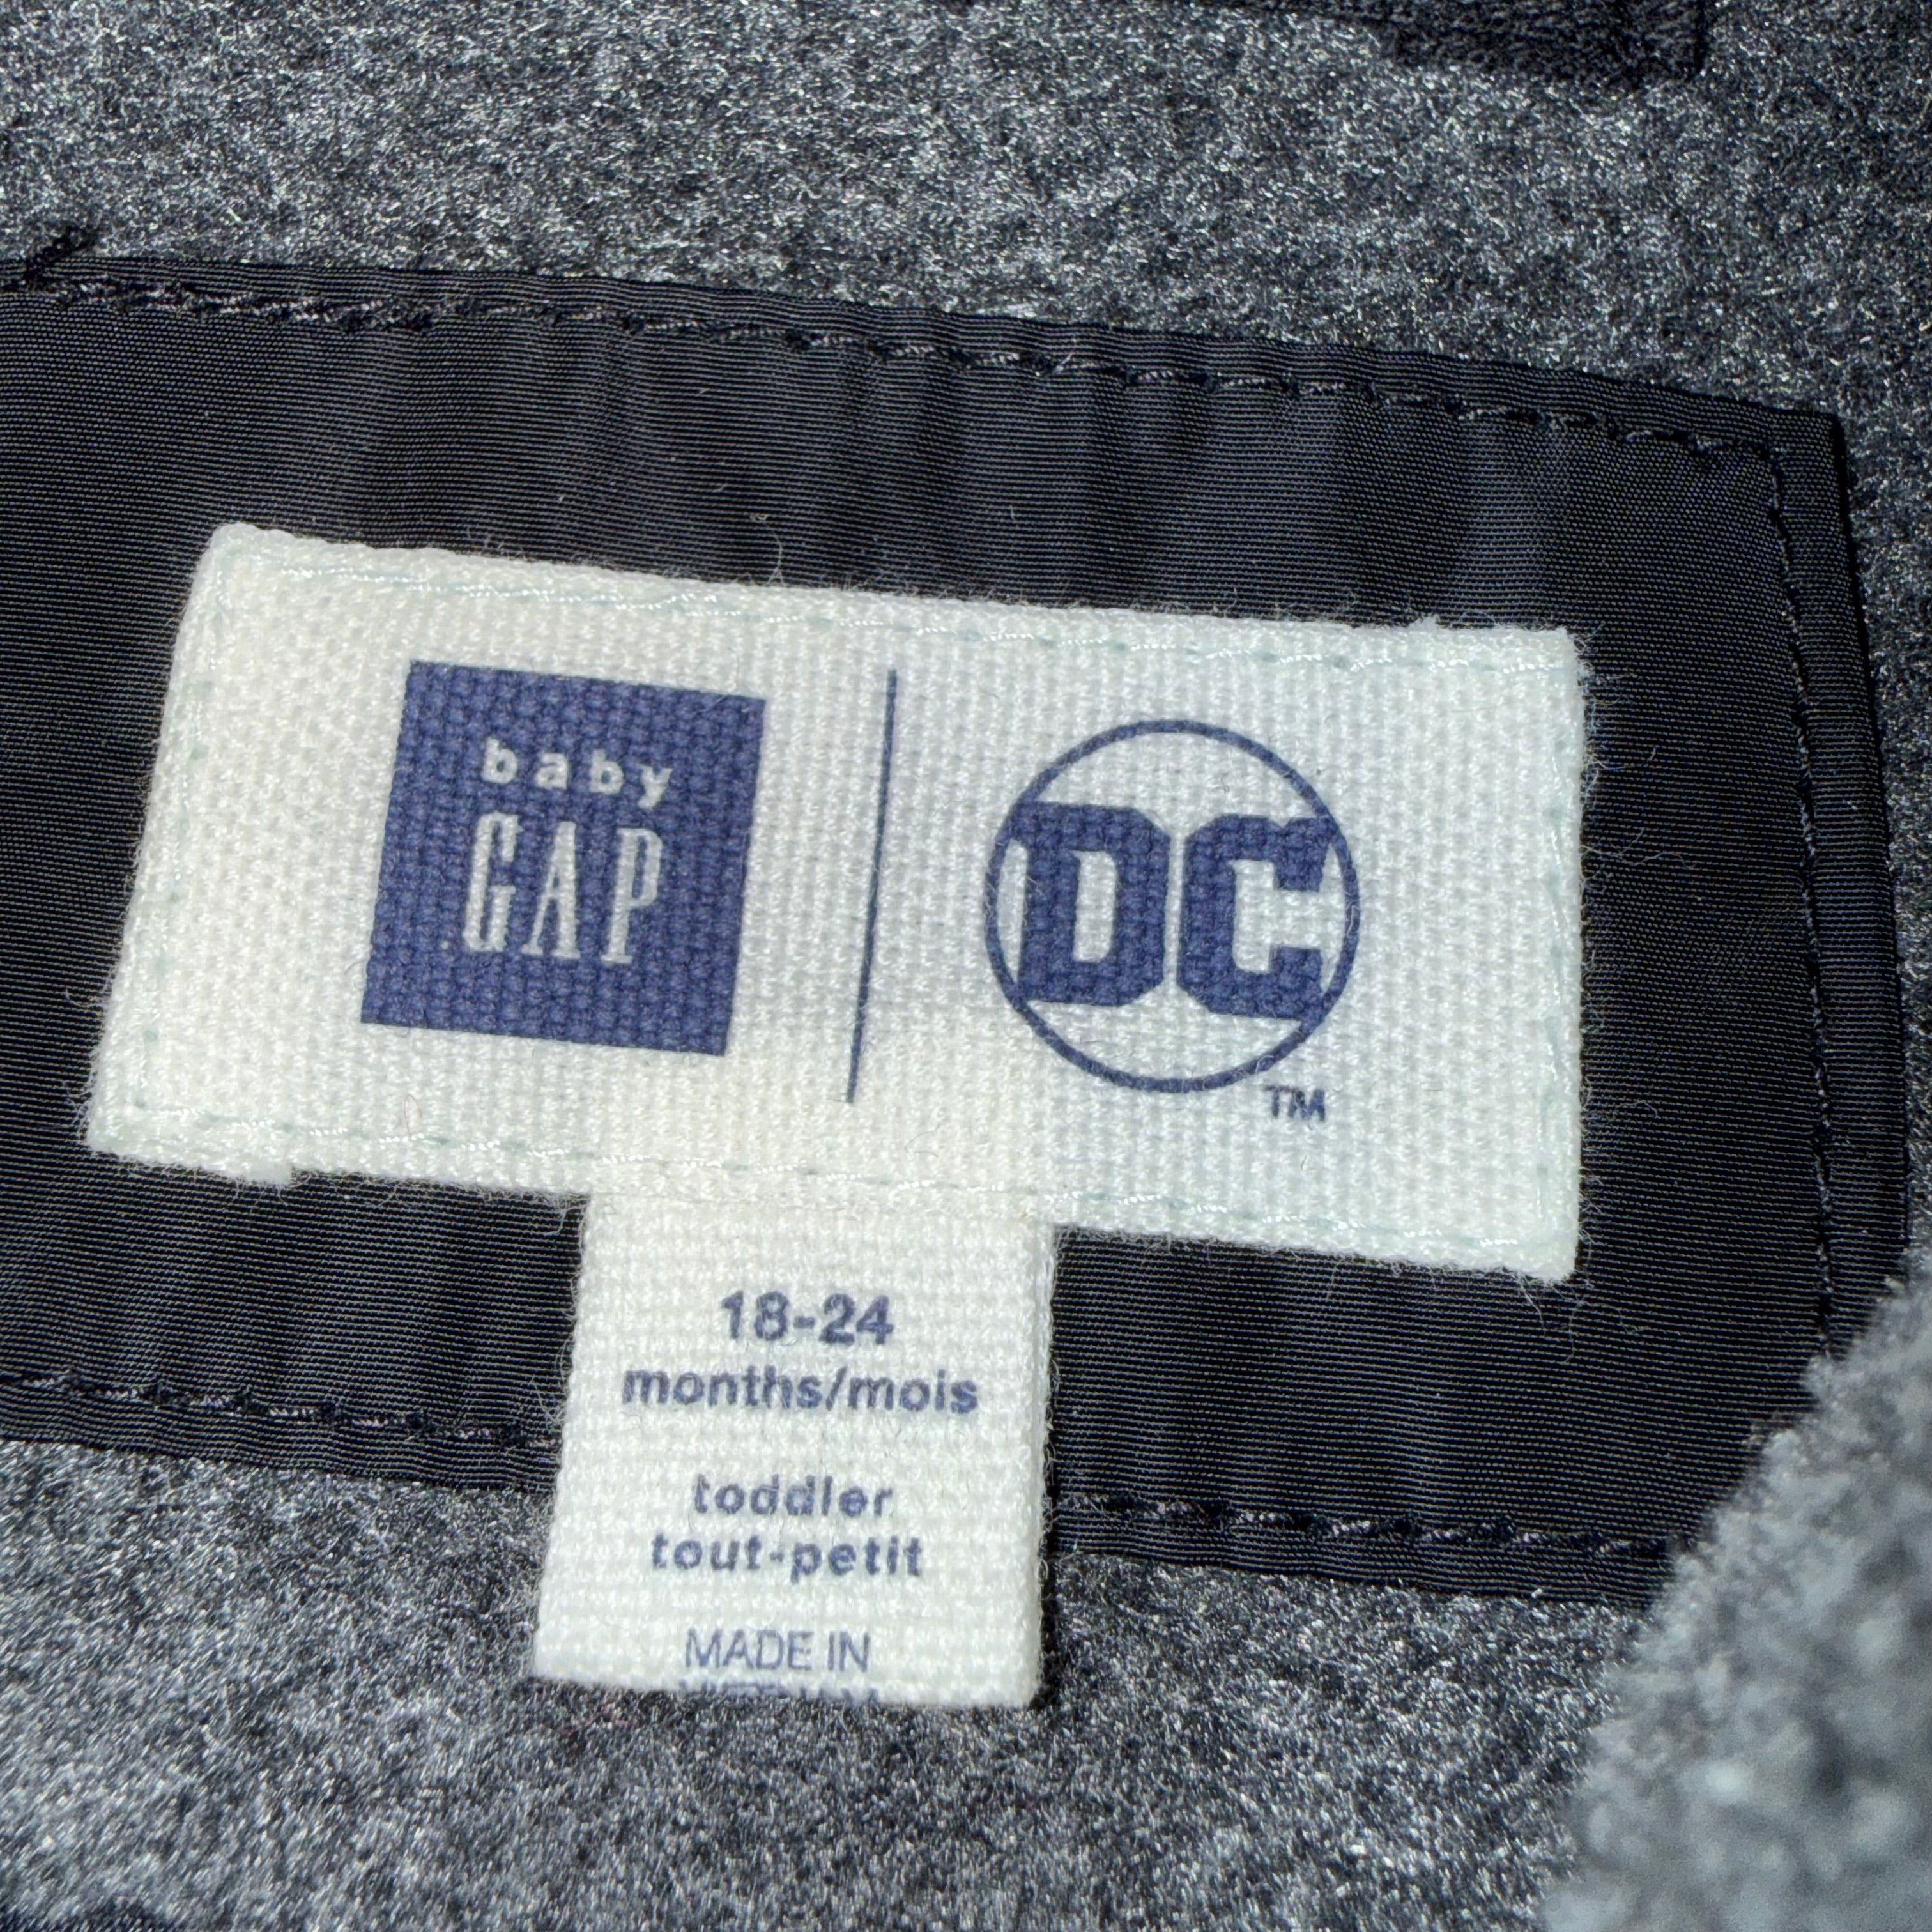 baby
GAP
DC
TM
18-24
months/mois
toddler
tout-petit
MADE IN